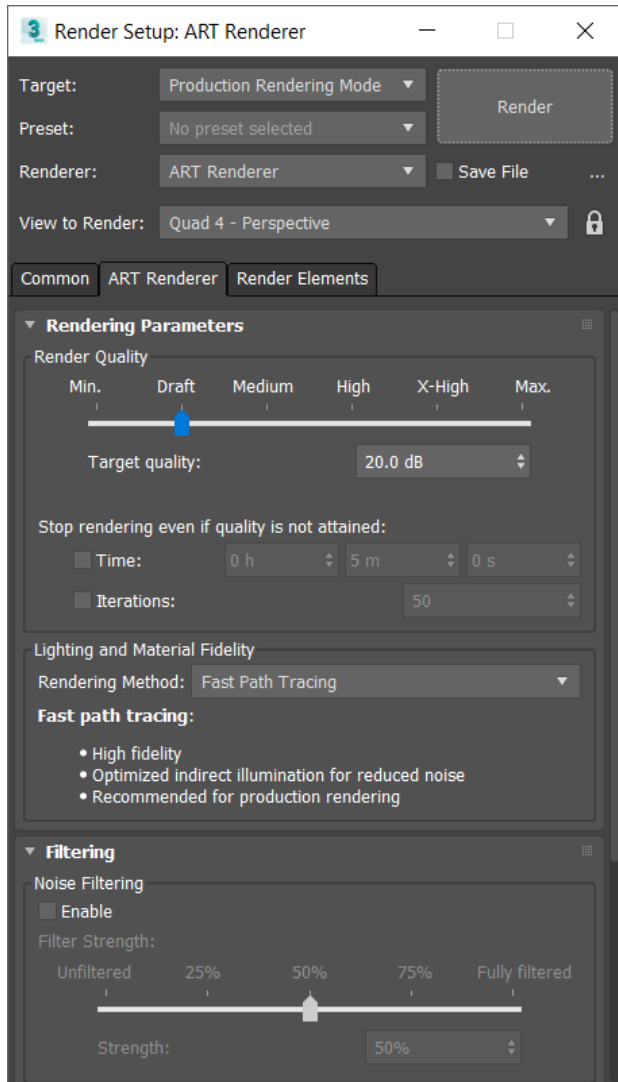 Render Setup: ART Renderer
Target: Production Rendering Mode
Render
Preset: No preset selected
Renderer: ART Renderer Save File ...
View to Render: Quad 4 - Perspective
Common ART Renderer Render Elements
Rendering Parameters
Render Quality
Min. Draft Medium High X-High Max.
Target quality: 20.0 dB
Stop rendering even if quality is not attained:
Time: 0 h 5 m 0 s
Iterations: 50
Lighting and Material Fidelity
Rendering Method: Fast Path Tracing
Fast path tracing:
• High fidelity
• Optimized indirect illumination for reduced noise
• Recommended for production rendering
Filtering
Noise Filtering
Enable
Filter Strength:
Unfiltered 25% 50% 75% Fully filtered
Strength: 50%